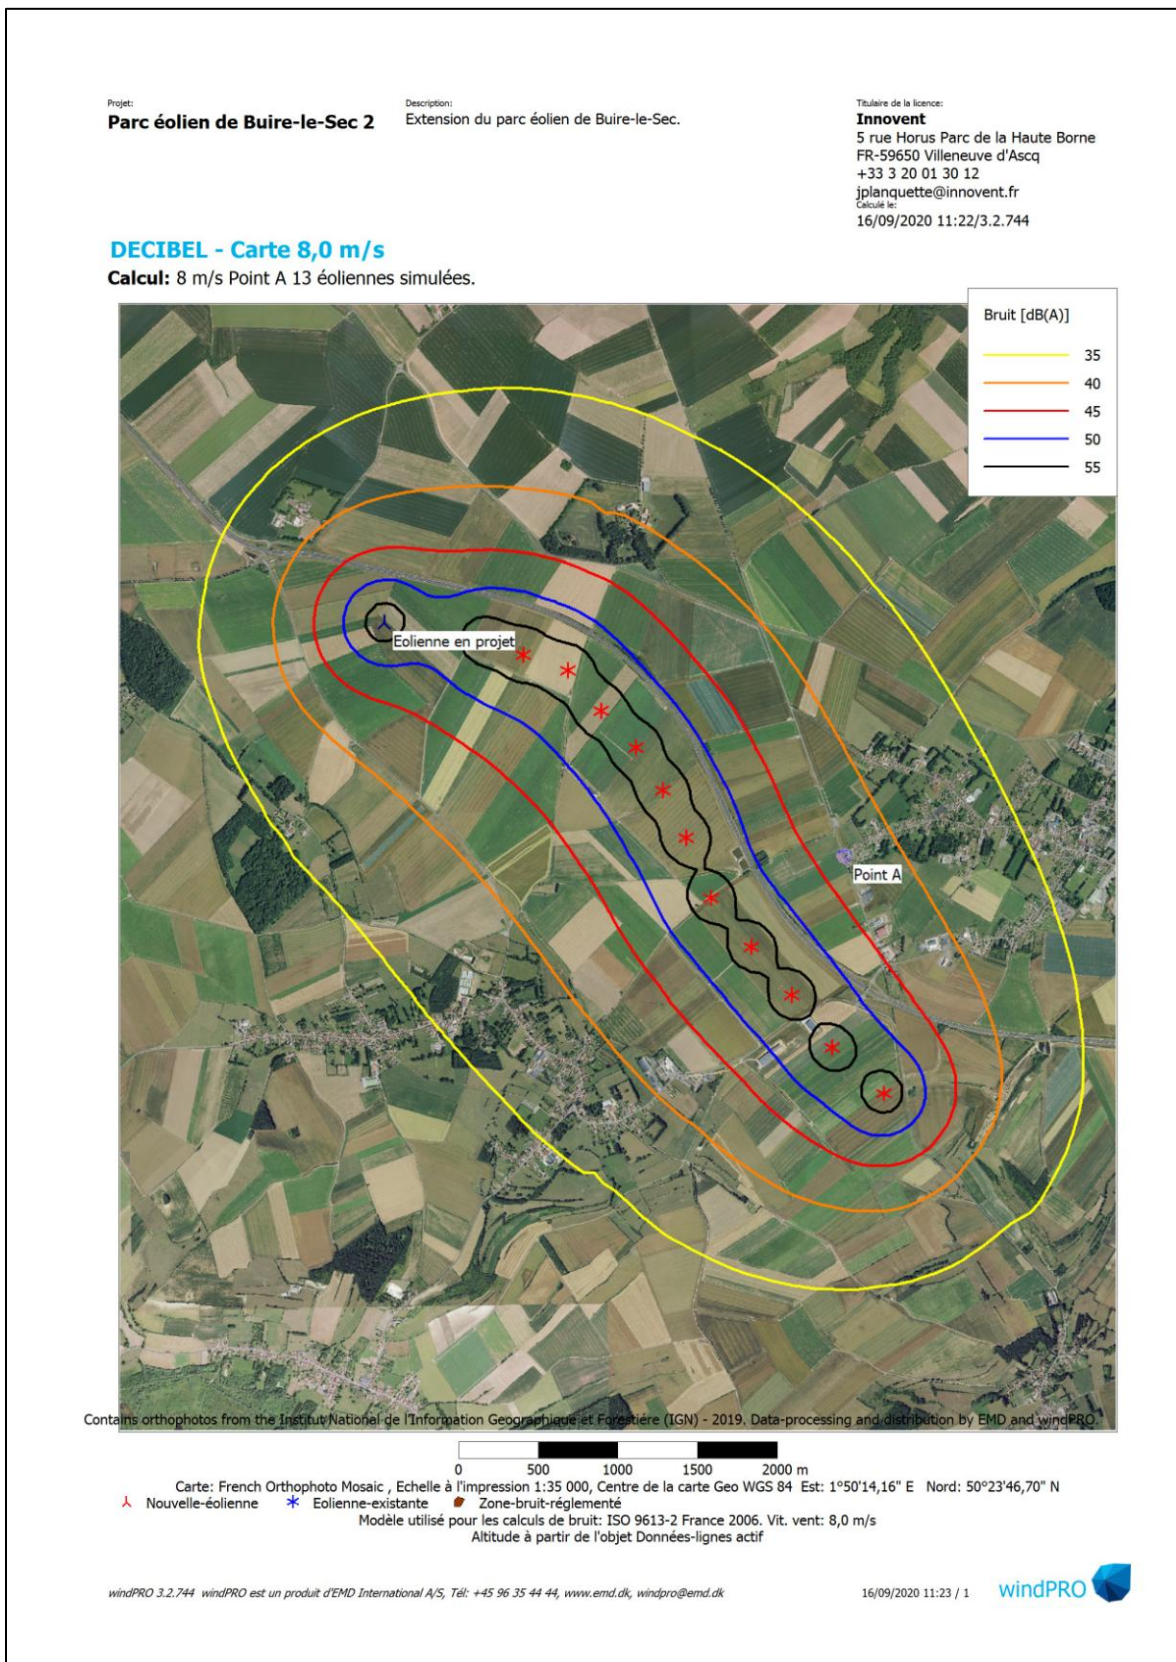 Projet:
Parc éolien de Buire-le-Sec 2
Description:
Extension du parc éolien de Buire-le-Sec.
Titulaire de la licence:
Innovent
5 rue Horus Parc de la Haute Borne
FR-59650 Villeneuve d'Ascq
+33 3 20 01 30 12
jplanquette@innovent.fr
Calculé le:
16/09/2020 11:22/3.2.744
DECIBEL - Carte 8,0 m/s
Calcul: 8 m/s Point A 13 éoliennes simulées.
Bruit [dB(A)]
35
40
45
50
55
Eolienne en projet
Point A
Contains orthophotos from the Institut National de l'Information Geographique et Forestière (IGN) - 2019. Data-processing and distribution by EMD and windPRO.
0 500 1000 1500 2000 m
Carte: French Orthophoto Mosaic , Echelle à l'impression 1:35 000, Centre de la carte Geo WGS 84 Est: 1°50'14,16" E Nord: 50°23'46,70" N
Nouvelle-éolienne Eolienne-existante Zone-bruit-réglementé
Modèle utilisé pour les calculs de bruit: ISO 9613-2 France 2006. Vit. vent: 8,0 m/s
Altitude à partir de l'objet Données-lignes actif
windPRO 3.2.744 windPRO est un produit d'EMD International A/S, Tél: +45 96 35 44 44, www.emd.dk, windpro@emd.dk
16/09/2020 11:23 / 1
windPRO